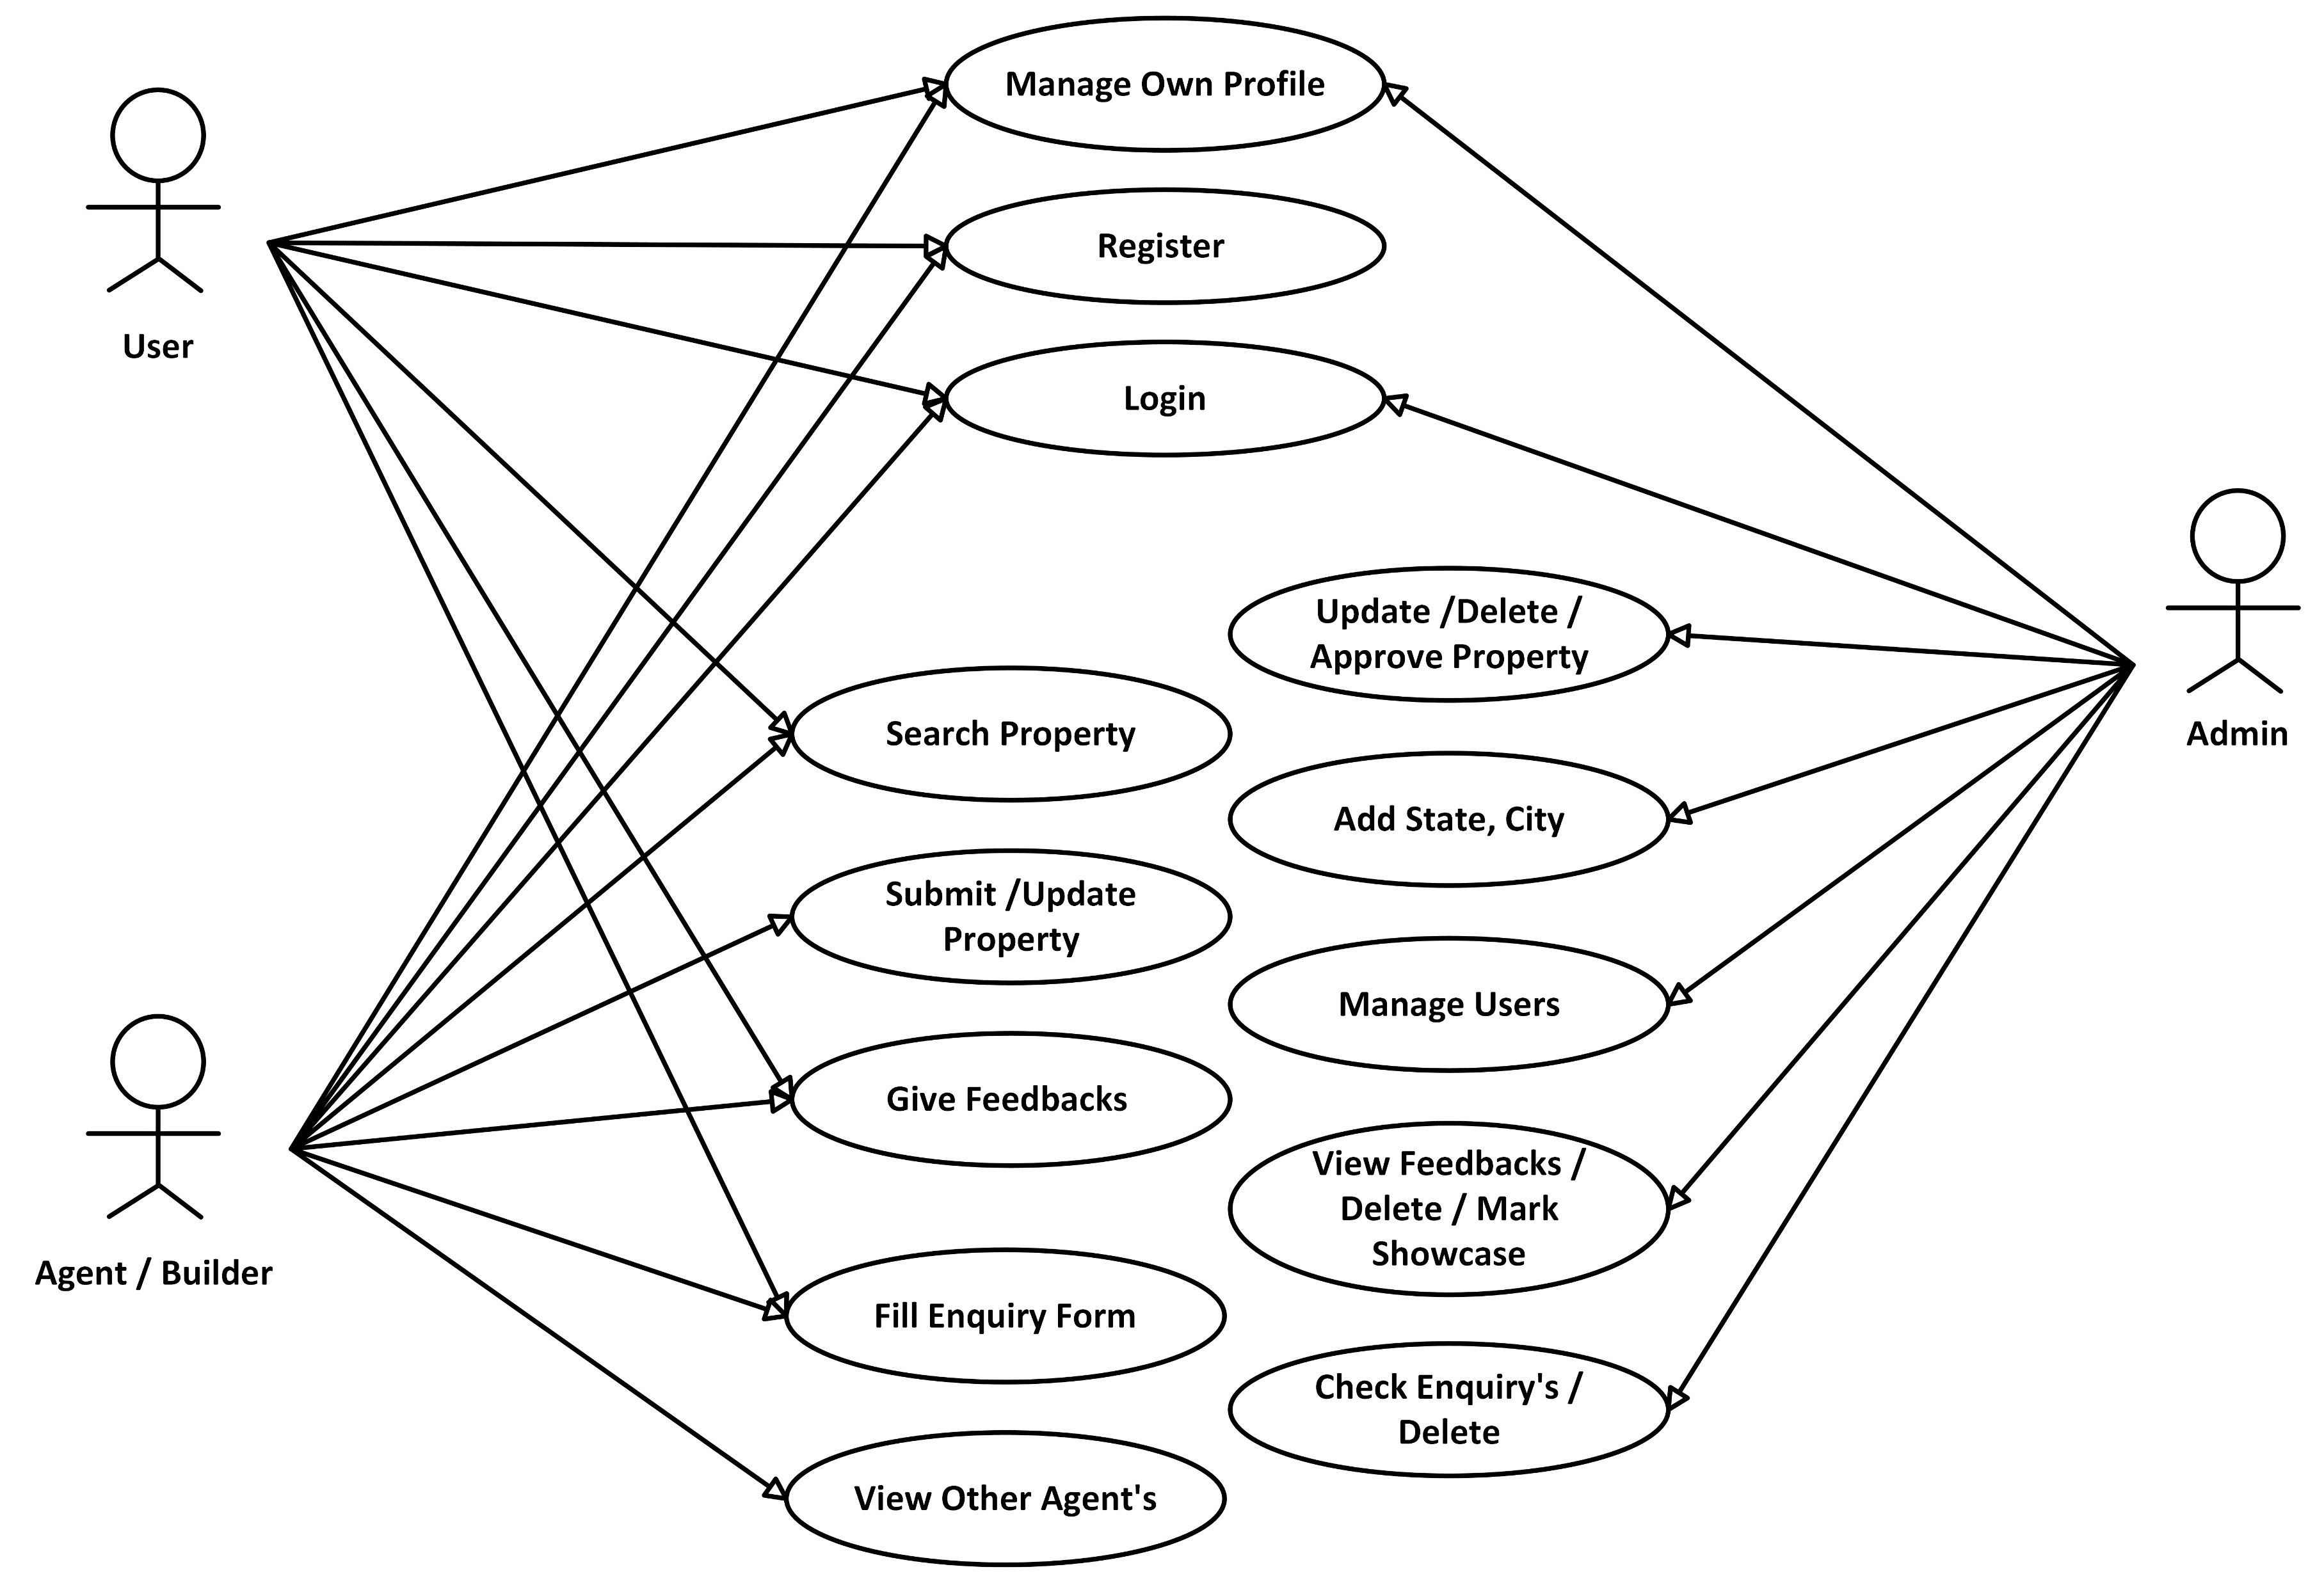 Manage Own Profile
Register
User
Login
Update /Delete /
Approve Property
Search Property
Admin
Add State, City
Submit /Update
Property
Manage Users
Give Feedbacks
View Feedbacks /
Delete / Mark
Showcase
Agent / Builder
Fill Enquiry Form
Check Enquiry's /
Delete
View Other Agent's